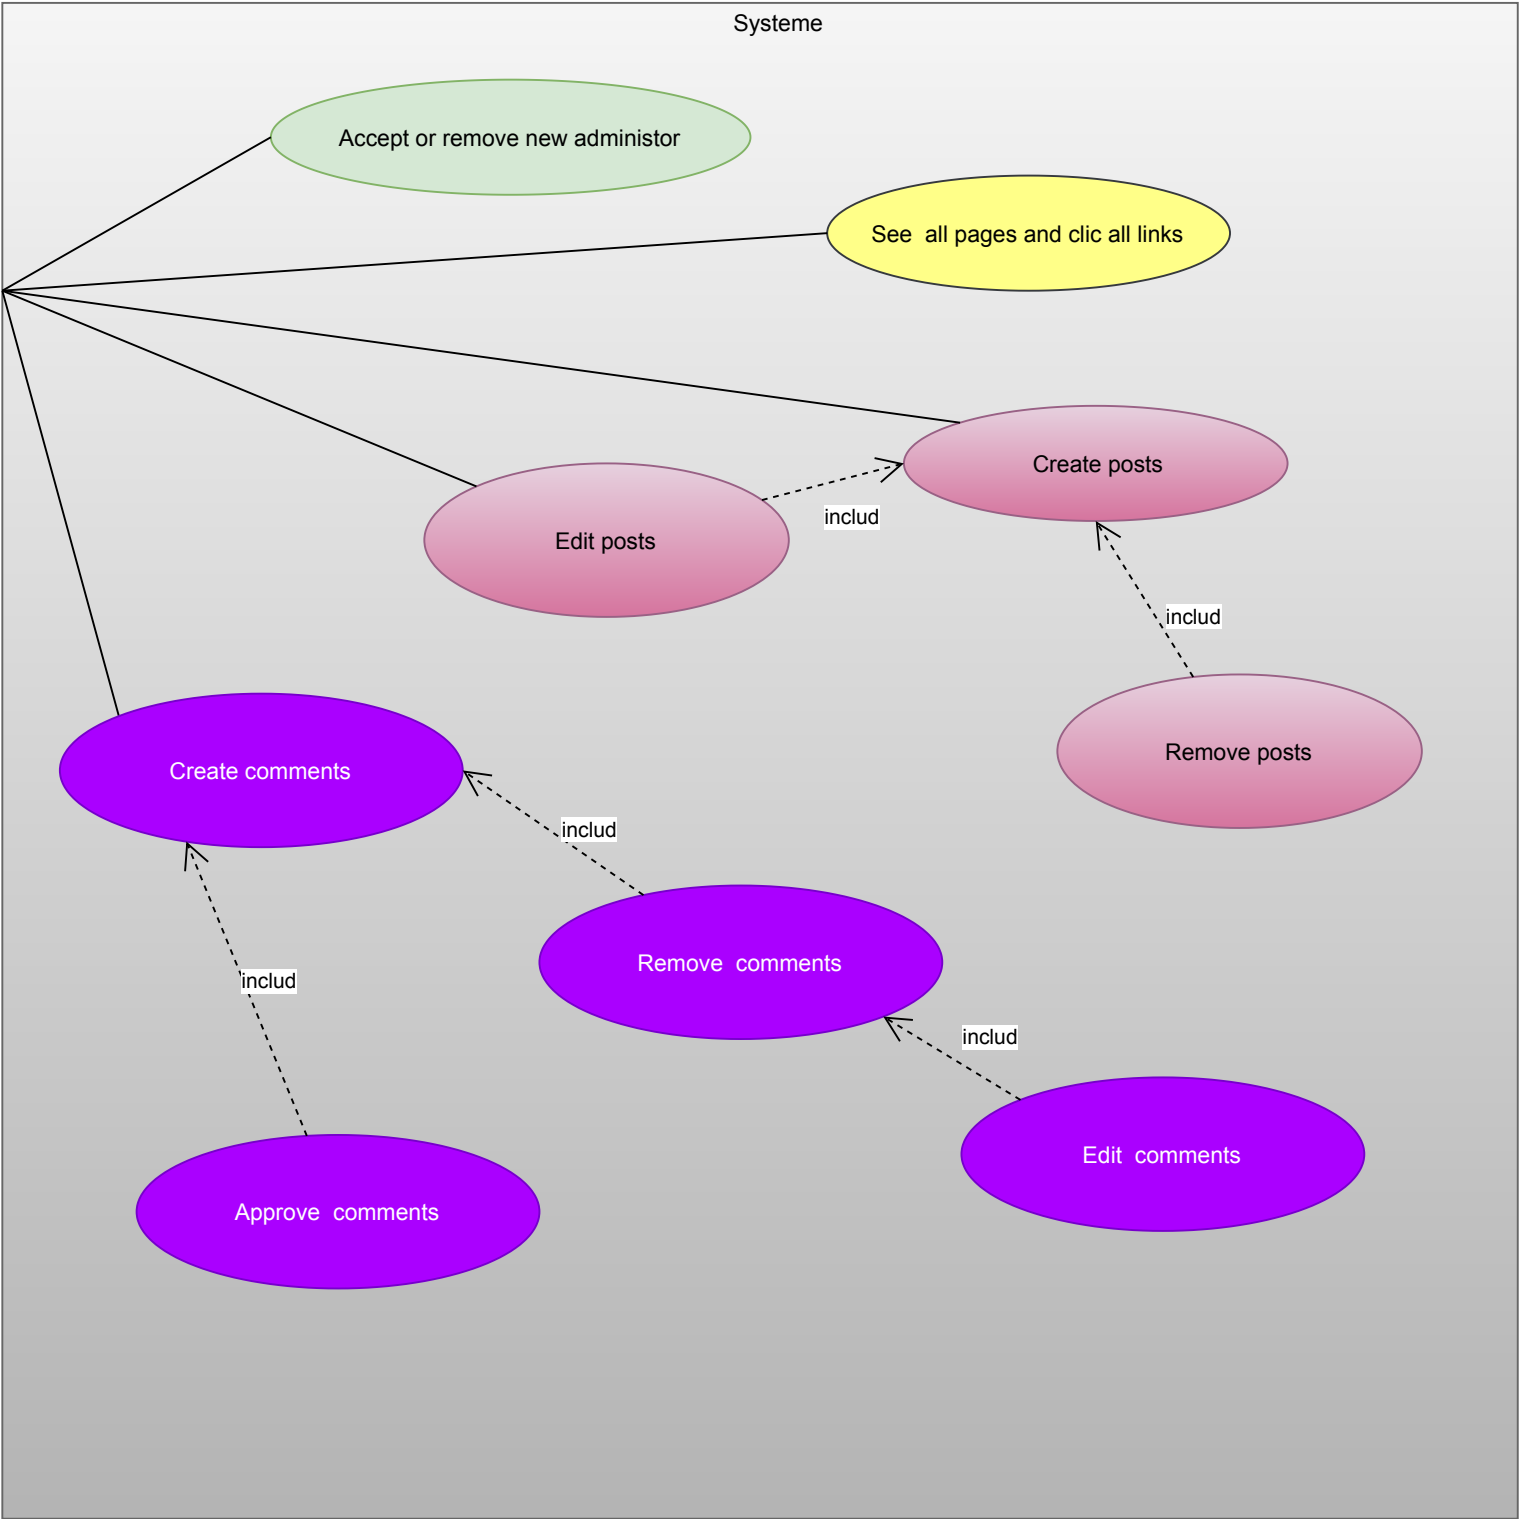 Systeme
Accept or remove new administor
See  all pages and clic all links
Create posts
Edit posts
includ
includ
Remove posts
Create comments
includ
Remove  comments
includ
includ
Edit  comments
Approve  comments